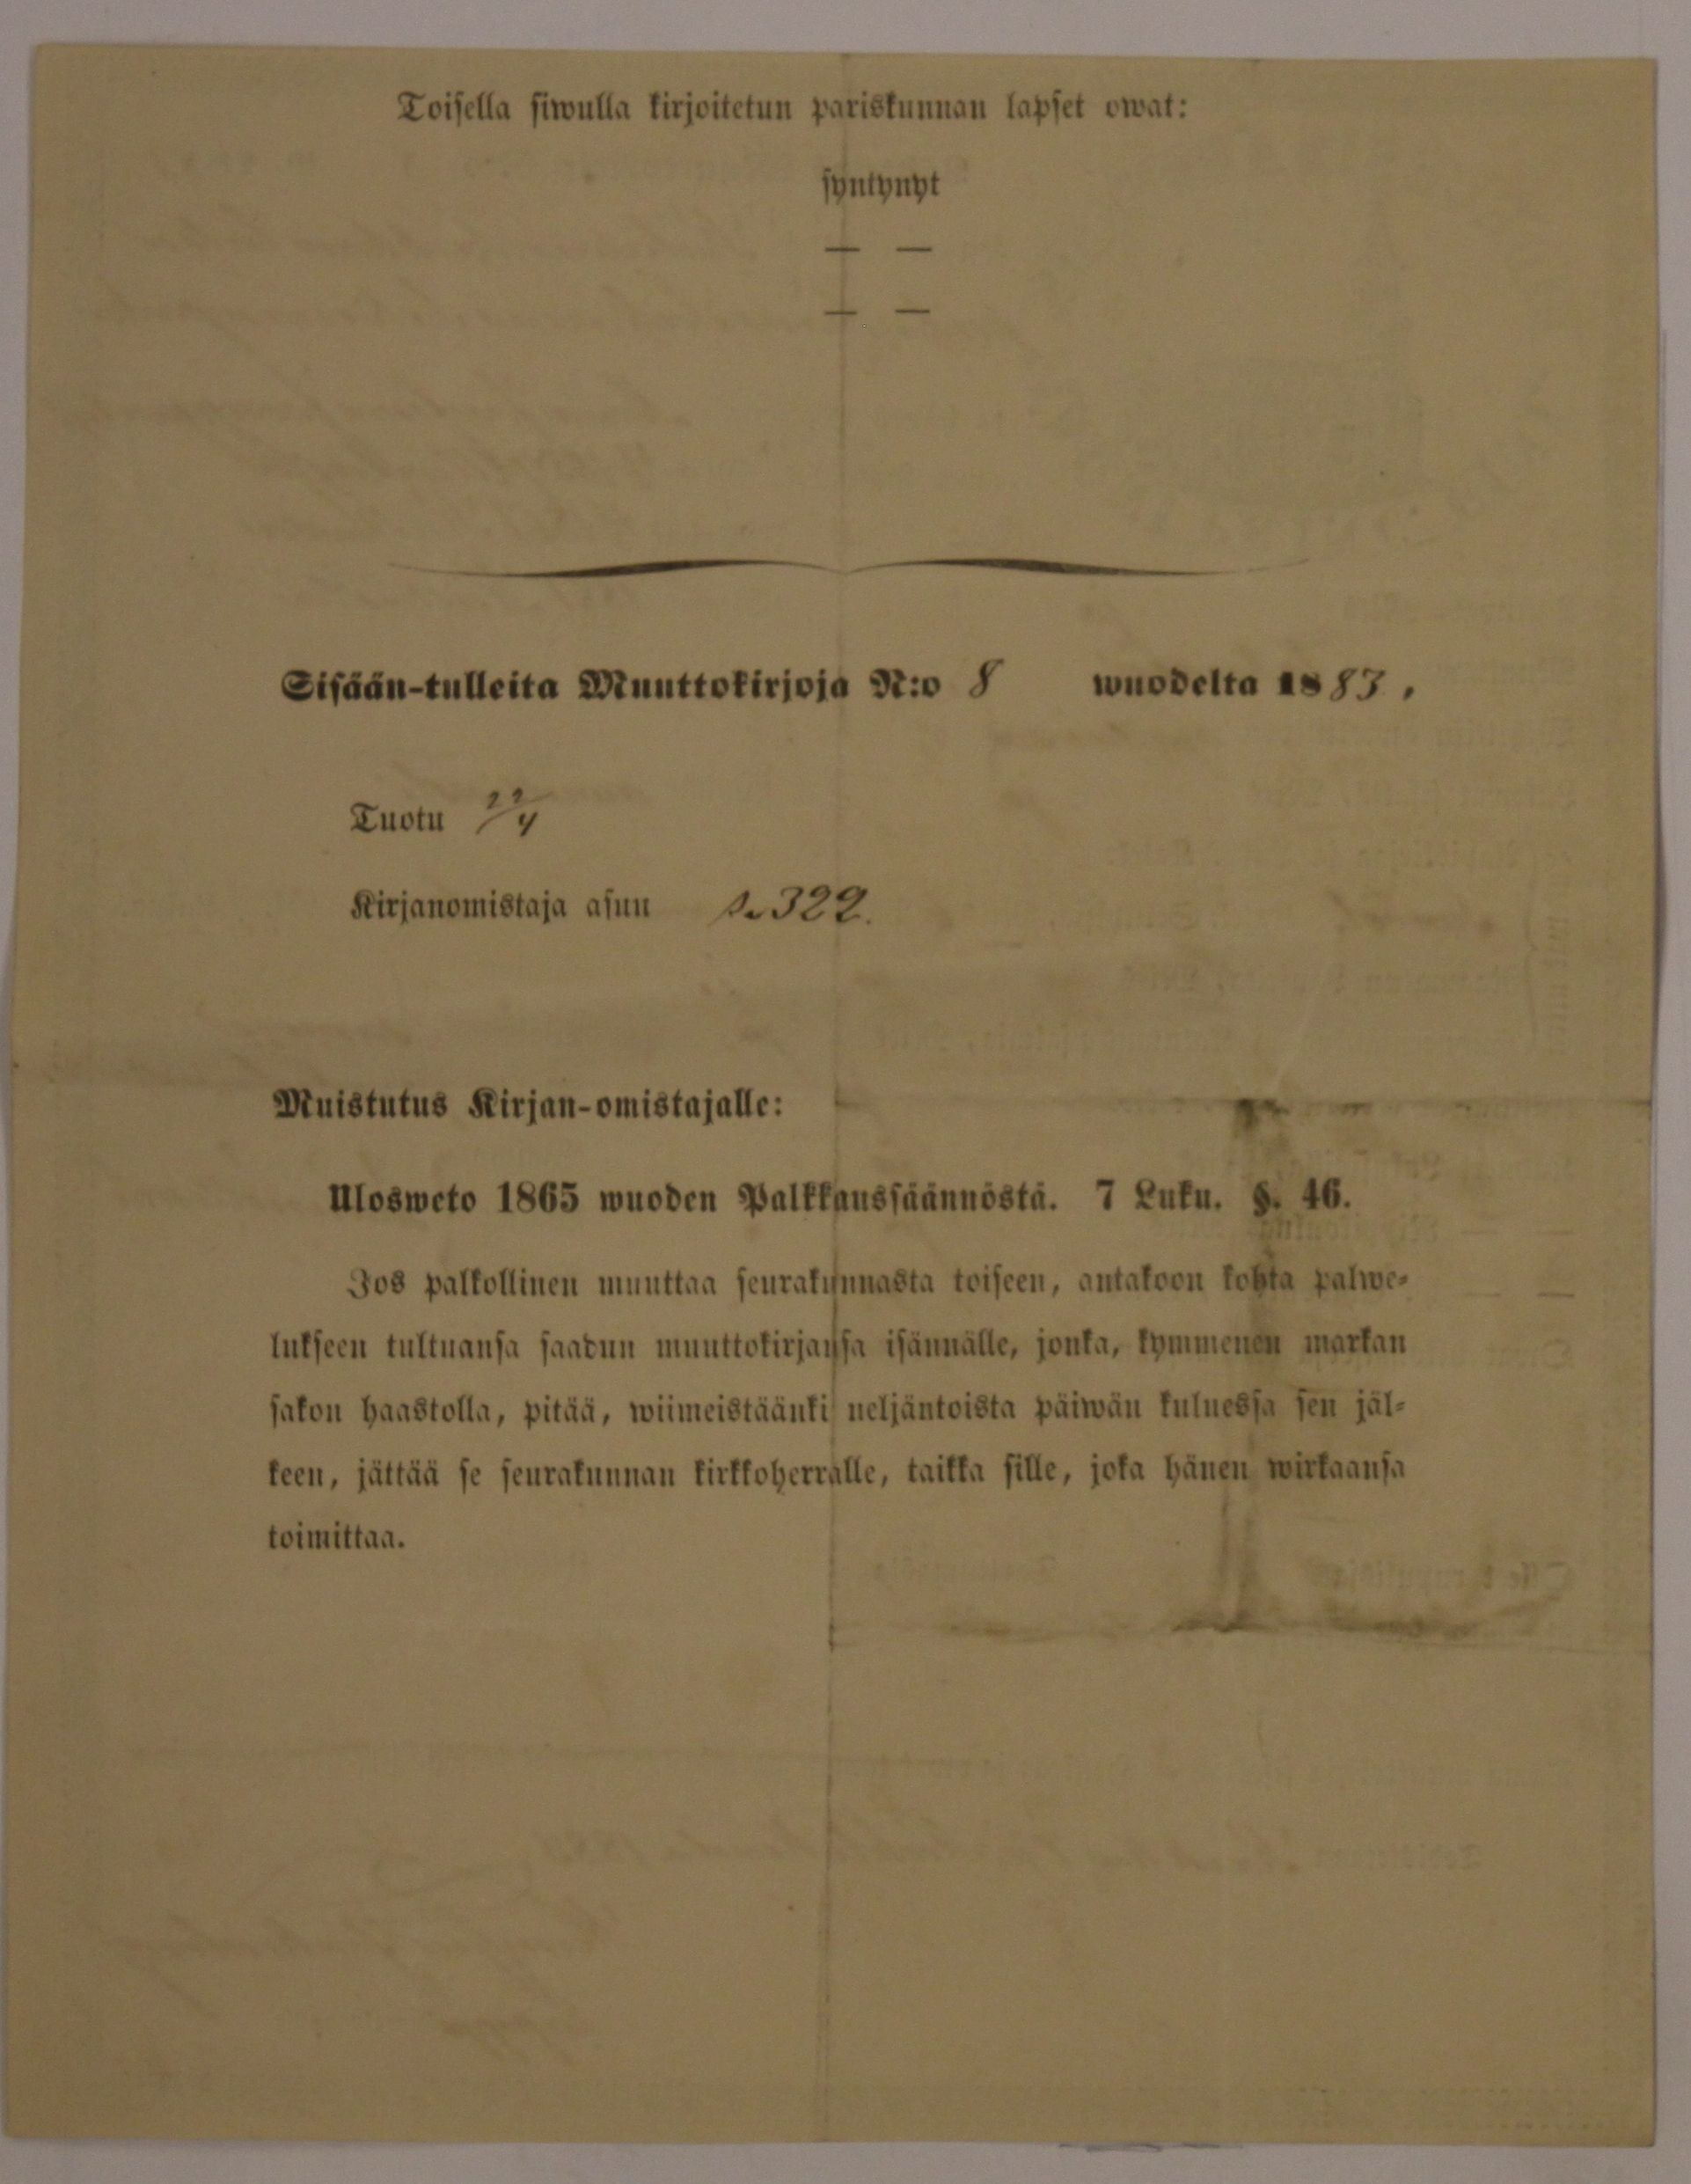 Toisella siwulla kirjoitetun pariskunnan lapset owat:
syntynyt
— —
— —
Sisään-tulleita Muuttokirjoja N:o 8 wuodelta 1883.
Tuotu 22/4
Kirjanomistaja asuu s. 322.
Muistutus Kirjan-omistajalle:
Ulosweto 1865 wuoden Palkkaussäännöstä. 7 Luku. §. 46.
Jos palkollinen muuttaa seurakunnasta toiseen, antakoon kohta palwe-
lukseen tultuansa saadun muuttokirjansa isännälle, jonka, kymmenen markan
sakon haastolla, pitää, wiimeistäänki neljäntoista päiwän kuluessa sen jäl-
keen, jättää se seurakunnan kirkkoherralle, taikka sille, joka hänen wirkaansa
toimittaa.